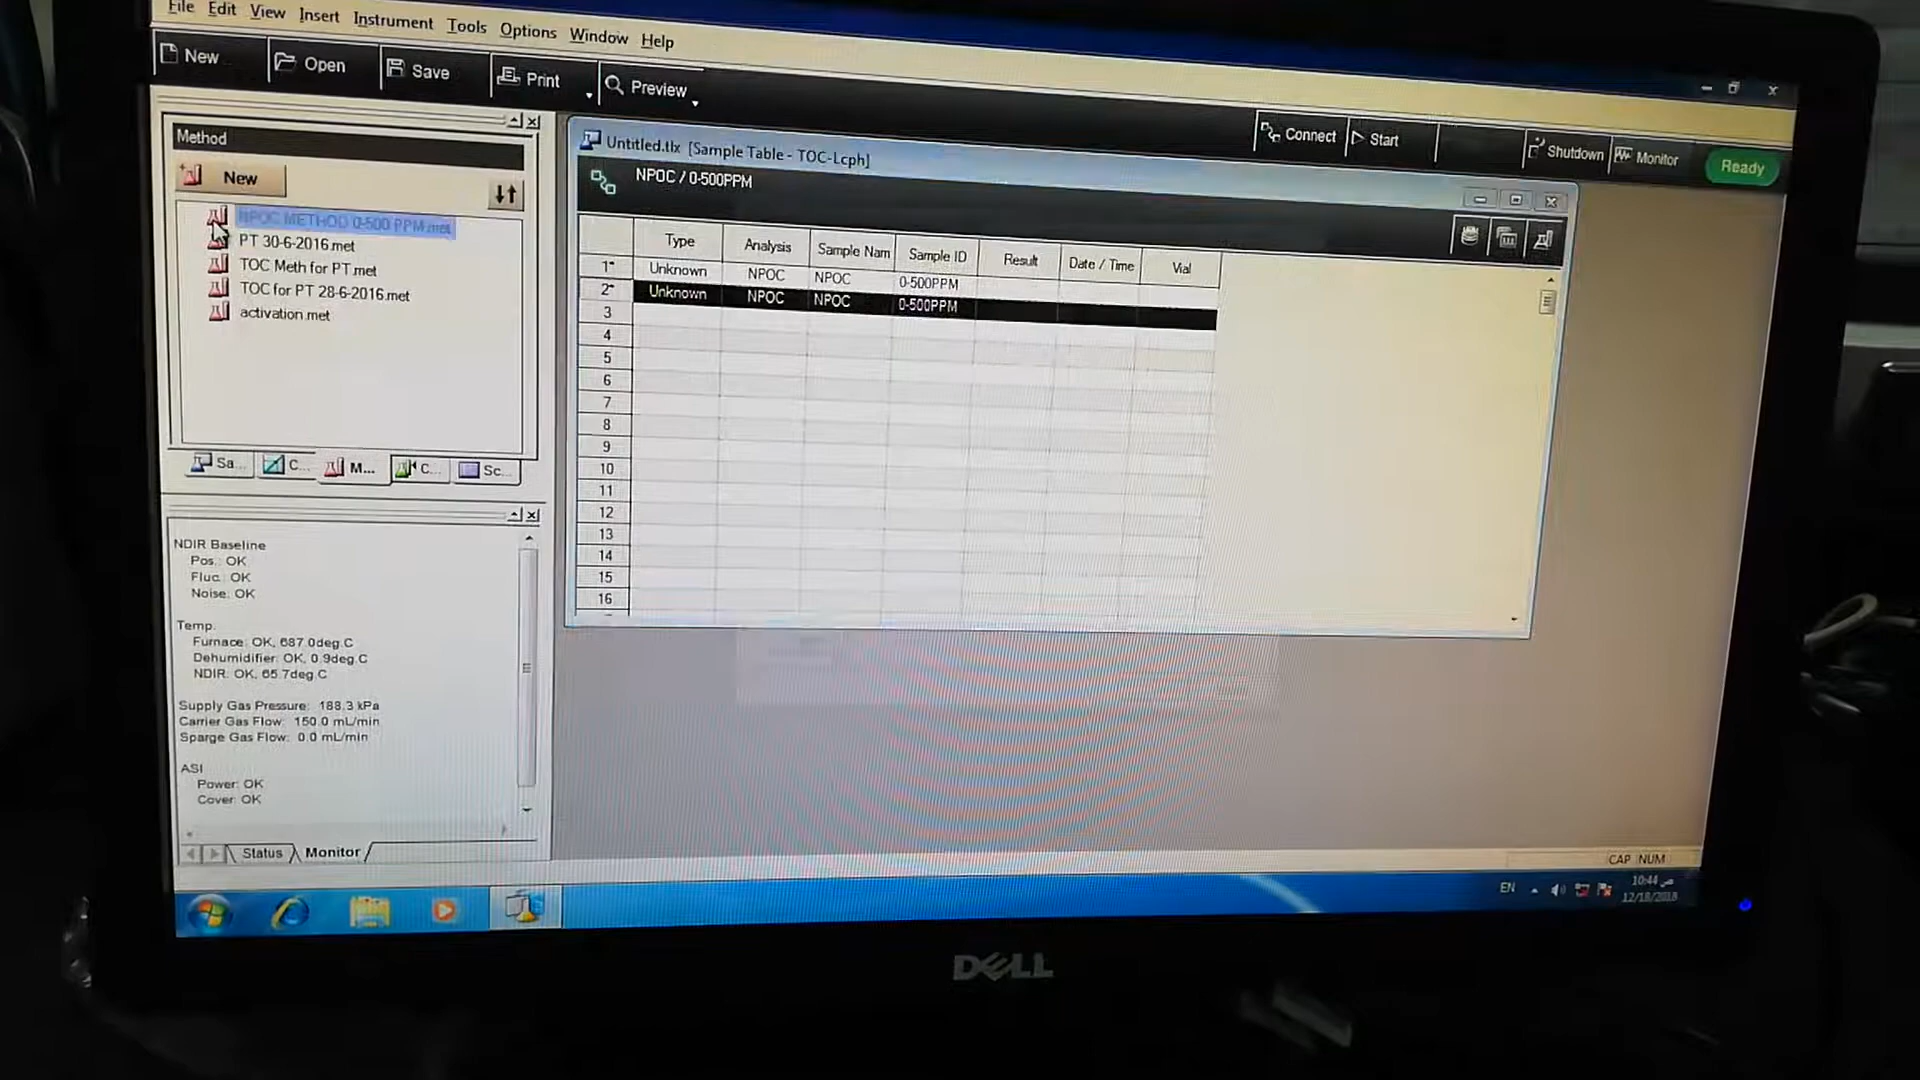 File Edit View Insert Instrument Tools Options Window Help
New Open Save Print Preview
Connect Start Shutdown Monitor Ready
Method
New
NPOC METHOD 0-500 PPM.met
PT 30-6-2016.met
TOC Meth for PT.met
TOC for PT 28-6-2016.met
activation.met
Sa... C... M... C... Sc...
NDIR Baseline
Pos.: OK
Fluc.: OK
Noise: OK
Temp.
Furnace: OK, 687.0deg.C
Dehumidifier: OK, 0.9deg.C
NDIR: OK, 65.7deg.C
Supply Gas Pressure: 188.3 kPa
Carrier Gas Flow: 150.0 mL/min
Sparge Gas Flow: 0.0 mL/min
ASI
Power: OK
Cover: OK
Status Monitor
Untitled.tlx [Sample Table - TOC-Lcph]
NPOC / 0-500PPM
Type Analysis Sample Nam Sample ID Result Date / Time Vial
1* Unknown NPOC NPOC 0-500PPM
2* Unknown NPOC NPOC 0-500PPM
3
4
5
6
7
8
9
10
11
12
13
14
15
16
CAP NUM
EN
10:44 ص
12/18/2018
DELL